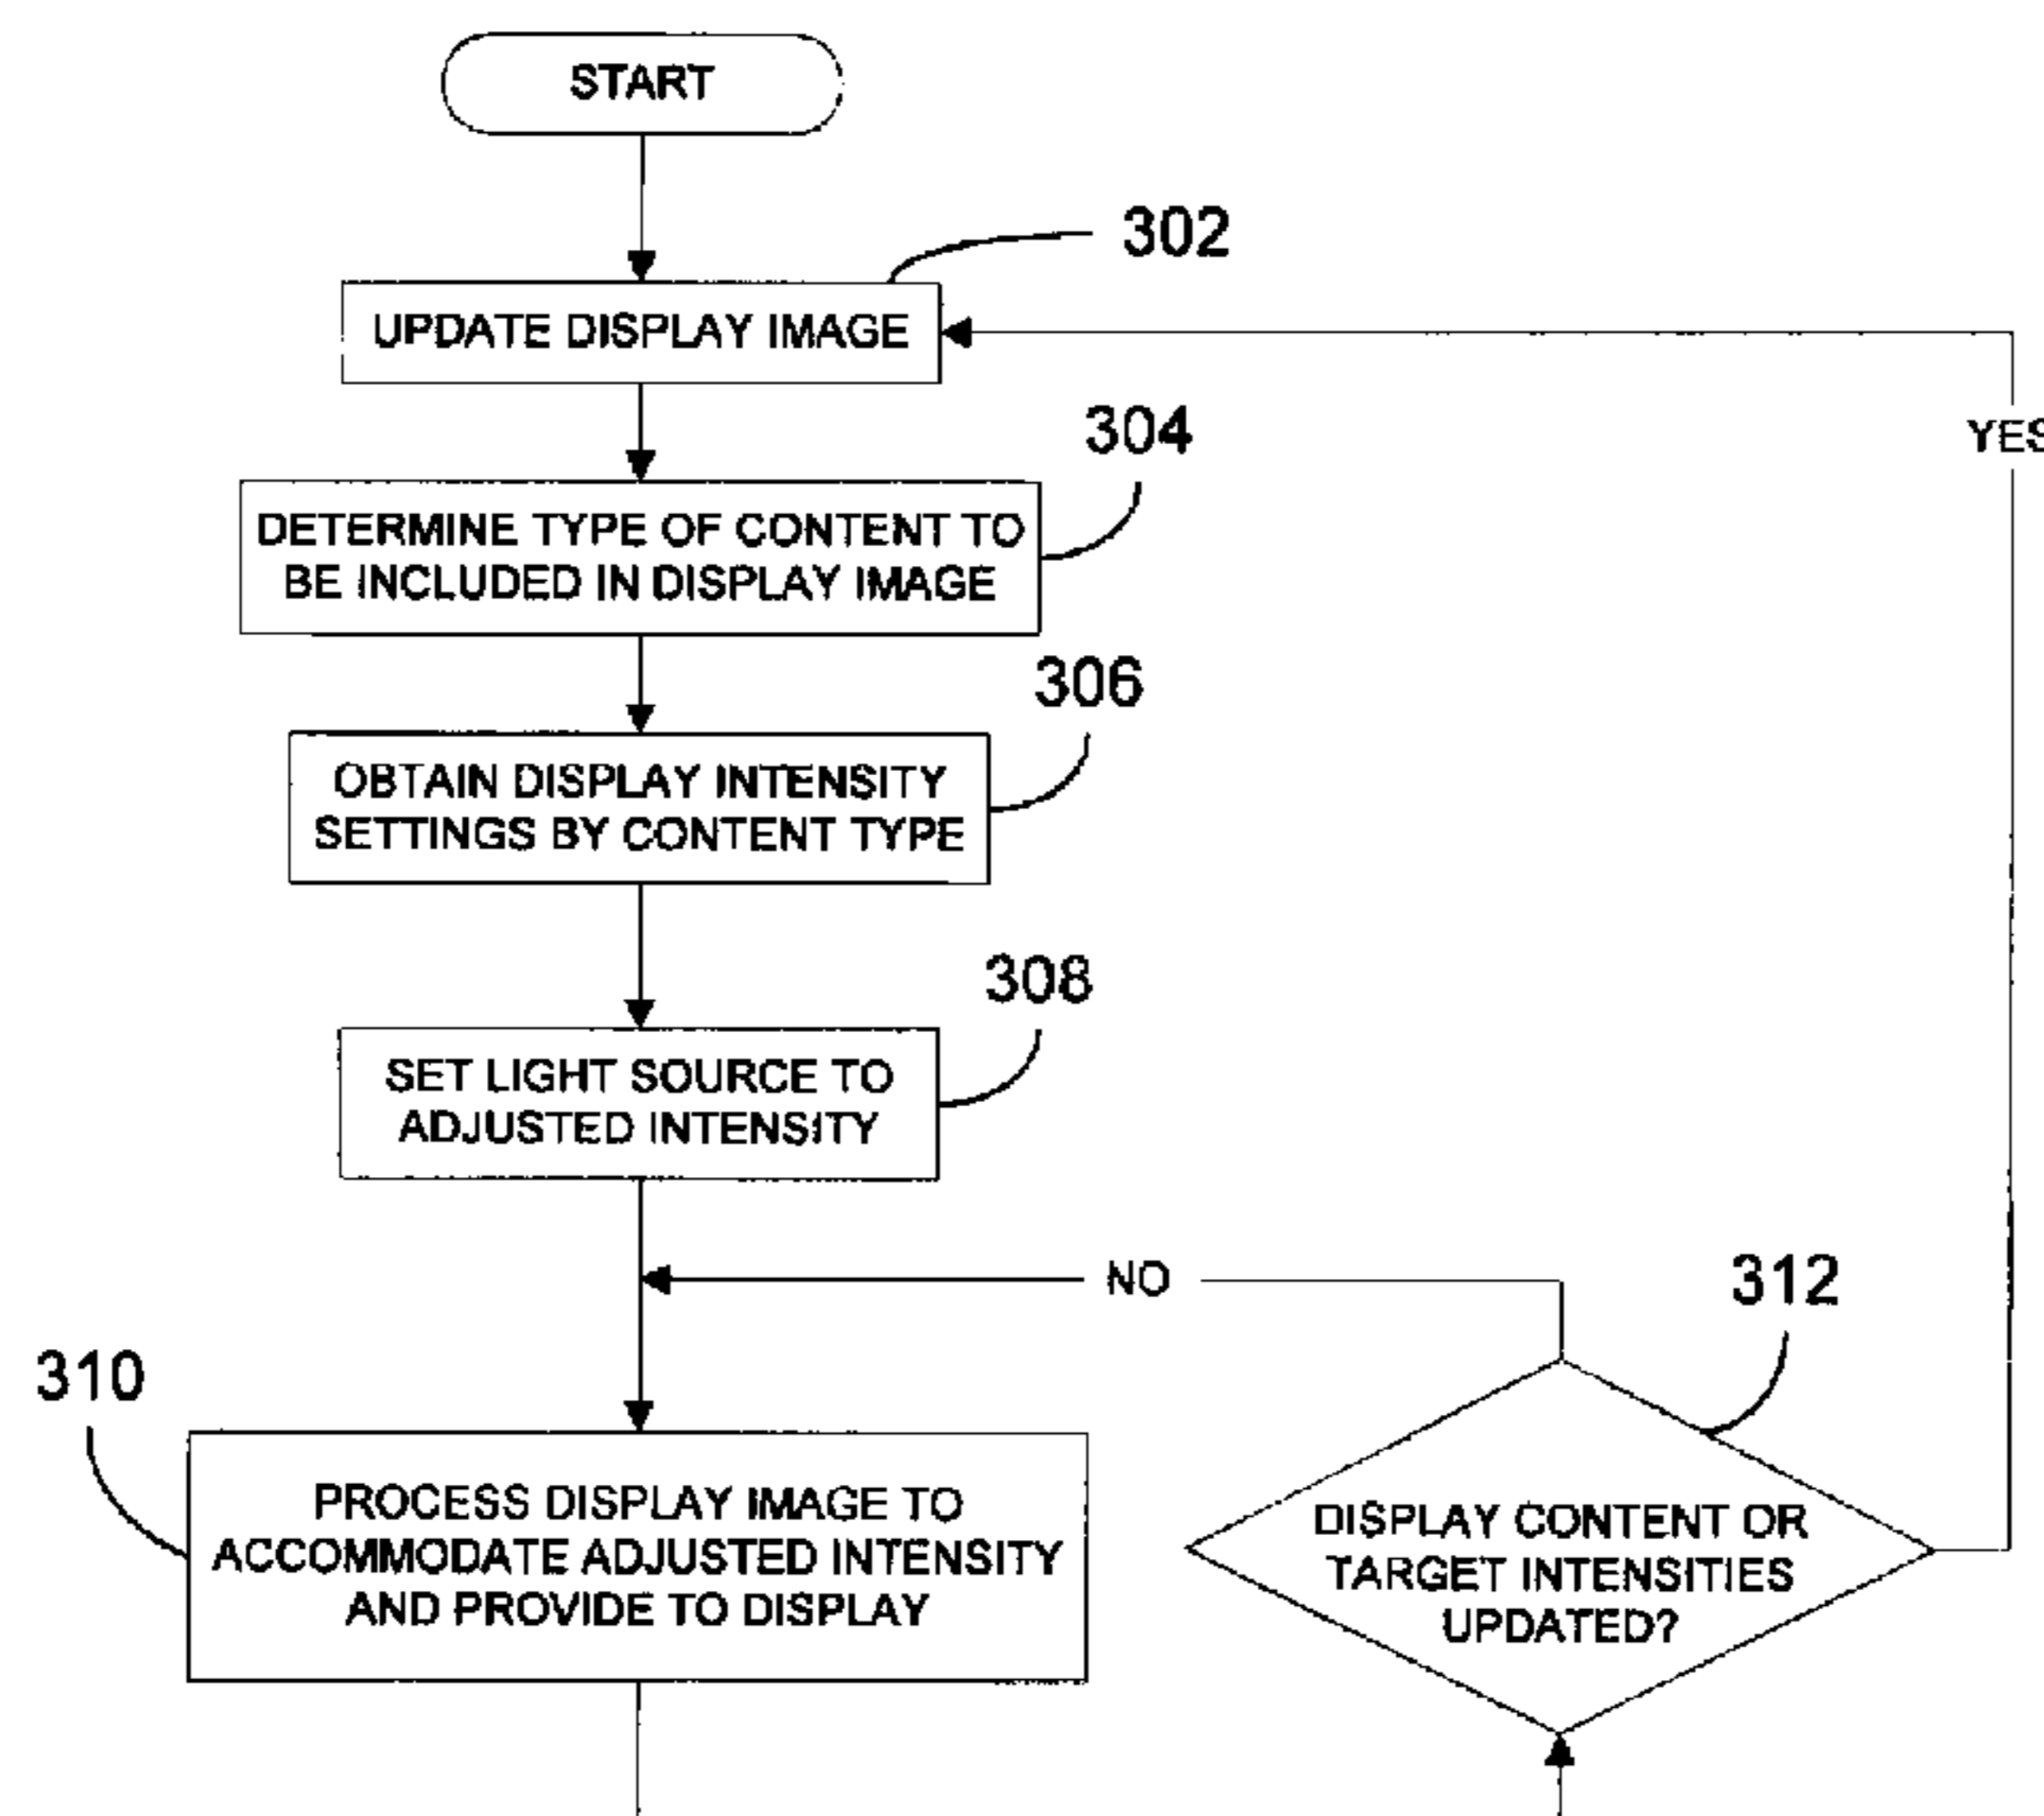 START
302
UPDATE DISPLAY IMAGE
304
YES
DETERMINE TYPE OF CONTENT TO
BE INCLUDED IN DISPLAY IMAGE
306
OBTAIN DISPLAY INTENSITY
SETTINGS BY CONTENT TYPE
308
SET LIGHT SOURCE TO
ADJUSTED INTENSITY
NO
312
310
PROCESS DISPLAY IMAGE TO
ACCOMMODATE ADJUSTED INTENSITY
AND PROVIDE TO DISPLAY
DISPLAY CONTENT OR
TARGET INTENSITIES
UPDATED?